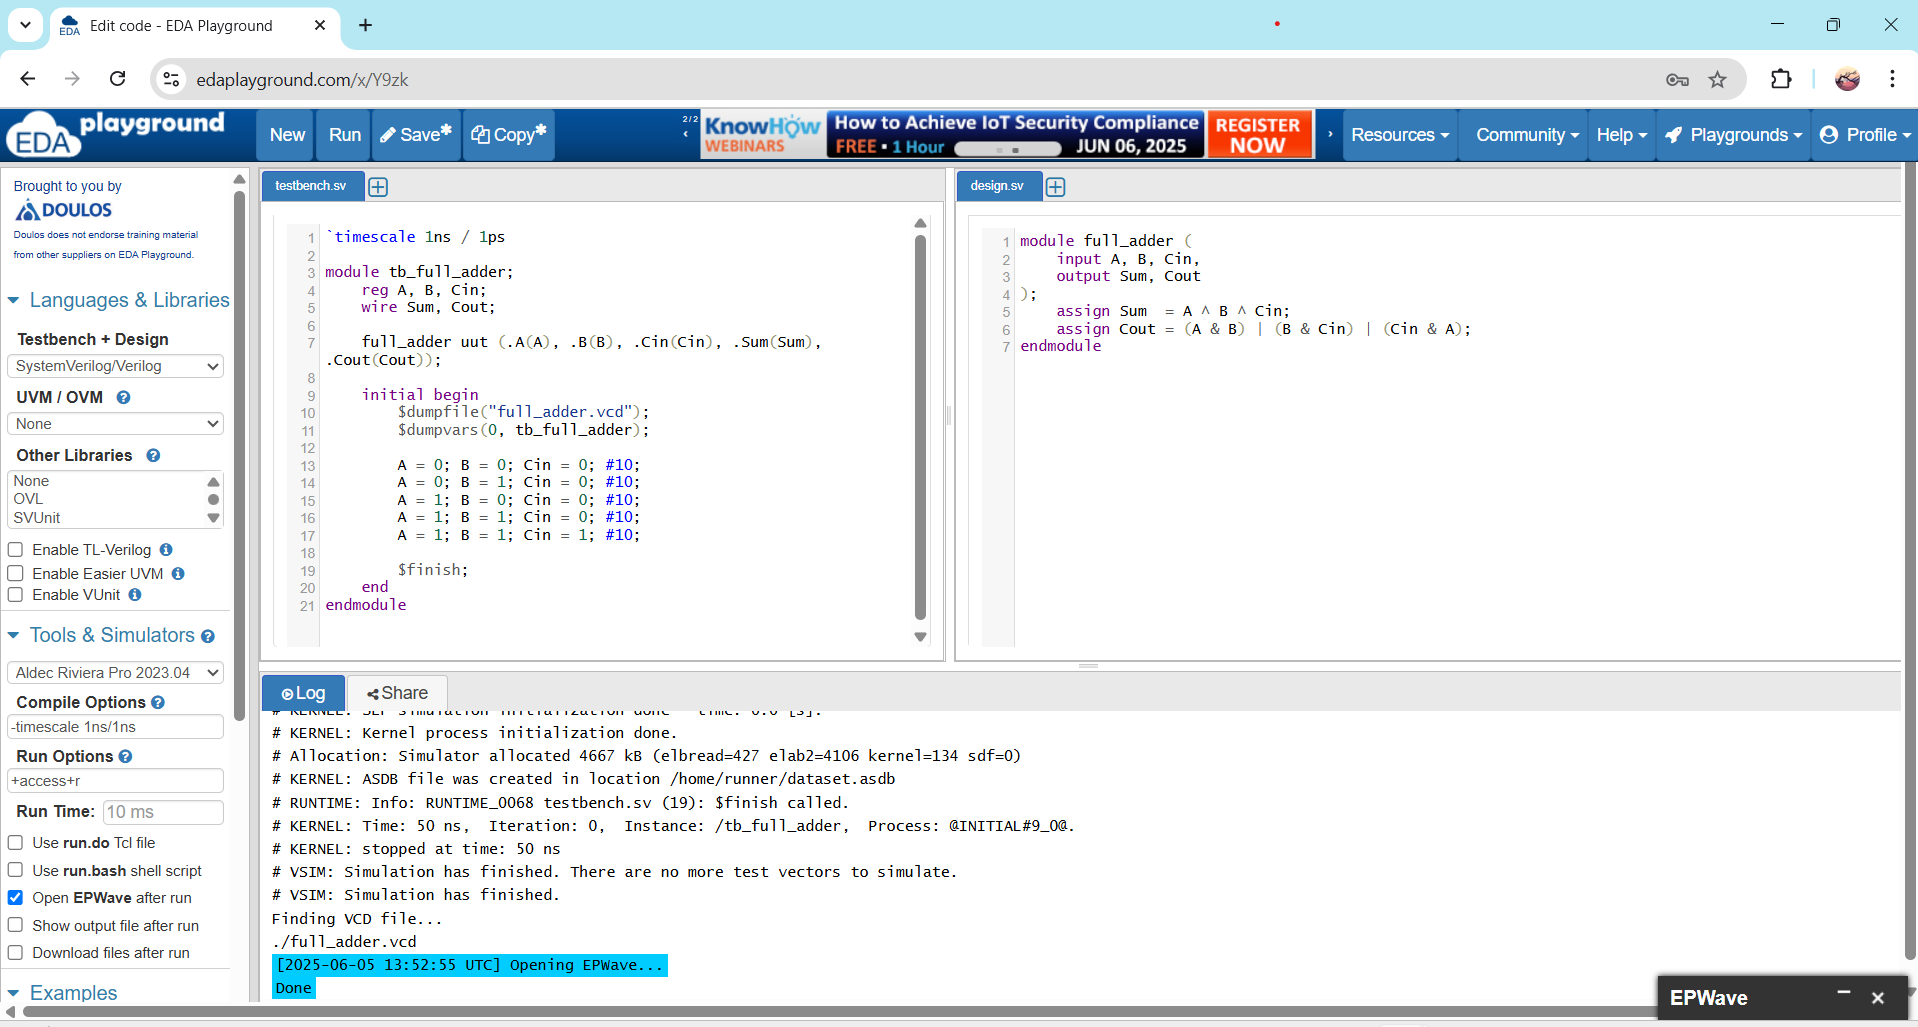 Edit code - EDA Playground
edaplayground.com/x/Y9zk
EDA playground
New
Run
Save*
Copy*
2/2
KnowHow WEBINARS
How to Achieve IoT Security Compliance
FREE • 1 Hour
JUN 06, 2025
REGISTER NOW
Resources
Community
Help
Playgrounds
Profile
Brought to you by
DOULOS
Doulos does not endorse training material
from other suppliers on EDA Playground.
Languages & Libraries
Testbench + Design
SystemVerilog/Verilog
UVM / OVM
None
Other Libraries
None
OVL
SVUnit
Enable TL-Verilog
Enable Easier UVM
Enable VUnit
Tools & Simulators
Aldec Riviera Pro 2023.04
Compile Options
-timescale 1ns/1ns
Run Options
+access+r
Run Time: 10 ms
Use run.do Tcl file
Use run.bash shell script
Open EPWave after run
Show output file after run
Download files after run
Examples
testbench.sv
1 `timescale 1ns / 1ps
2
3 module tb_full_adder;
4 reg A, B, Cin;
5 wire Sum, Cout;
6
7 full_adder uut (.A(A), .B(B), .Cin(Cin), .Sum(Sum),
.Cout(Cout));
8
9 initial begin
10 $dumpfile("full_adder.vcd");
11 $dumpvars(0, tb_full_adder);
12
13 A = 0; B = 0; Cin = 0; #10;
14 A = 0; B = 1; Cin = 0; #10;
15 A = 1; B = 0; Cin = 0; #10;
16 A = 1; B = 1; Cin = 0; #10;
17 A = 1; B = 1; Cin = 1; #10;
18
19 $finish;
20 end
21 endmodule
design.sv
1 module full_adder (
2 input A, B, Cin,
3 output Sum, Cout
4 );
5 assign Sum = A ^ B ^ Cin;
6 assign Cout = (A & B) | (B & Cin) | (Cin & A);
7 endmodule
Log
Share
# KERNEL: SLP simulation initialization done - time: 0.0 [s].
# KERNEL: Kernel process initialization done.
# Allocation: Simulator allocated 4667 kB (elbread=427 elab2=4106 kernel=134 sdf=0)
# KERNEL: ASDB file was created in location /home/runner/dataset.asdb
# RUNTIME: Info: RUNTIME_0068 testbench.sv (19): $finish called.
# KERNEL: Time: 50 ns, Iteration: 0, Instance: /tb_full_adder, Process: @INITIAL#9_0@.
# KERNEL: stopped at time: 50 ns
# VSIM: Simulation has finished. There are no more test vectors to simulate.
# VSIM: Simulation has finished.
Finding VCD file...
./full_adder.vcd
[2025-06-05 13:52:55 UTC] Opening EPWave...
Done
EPWave